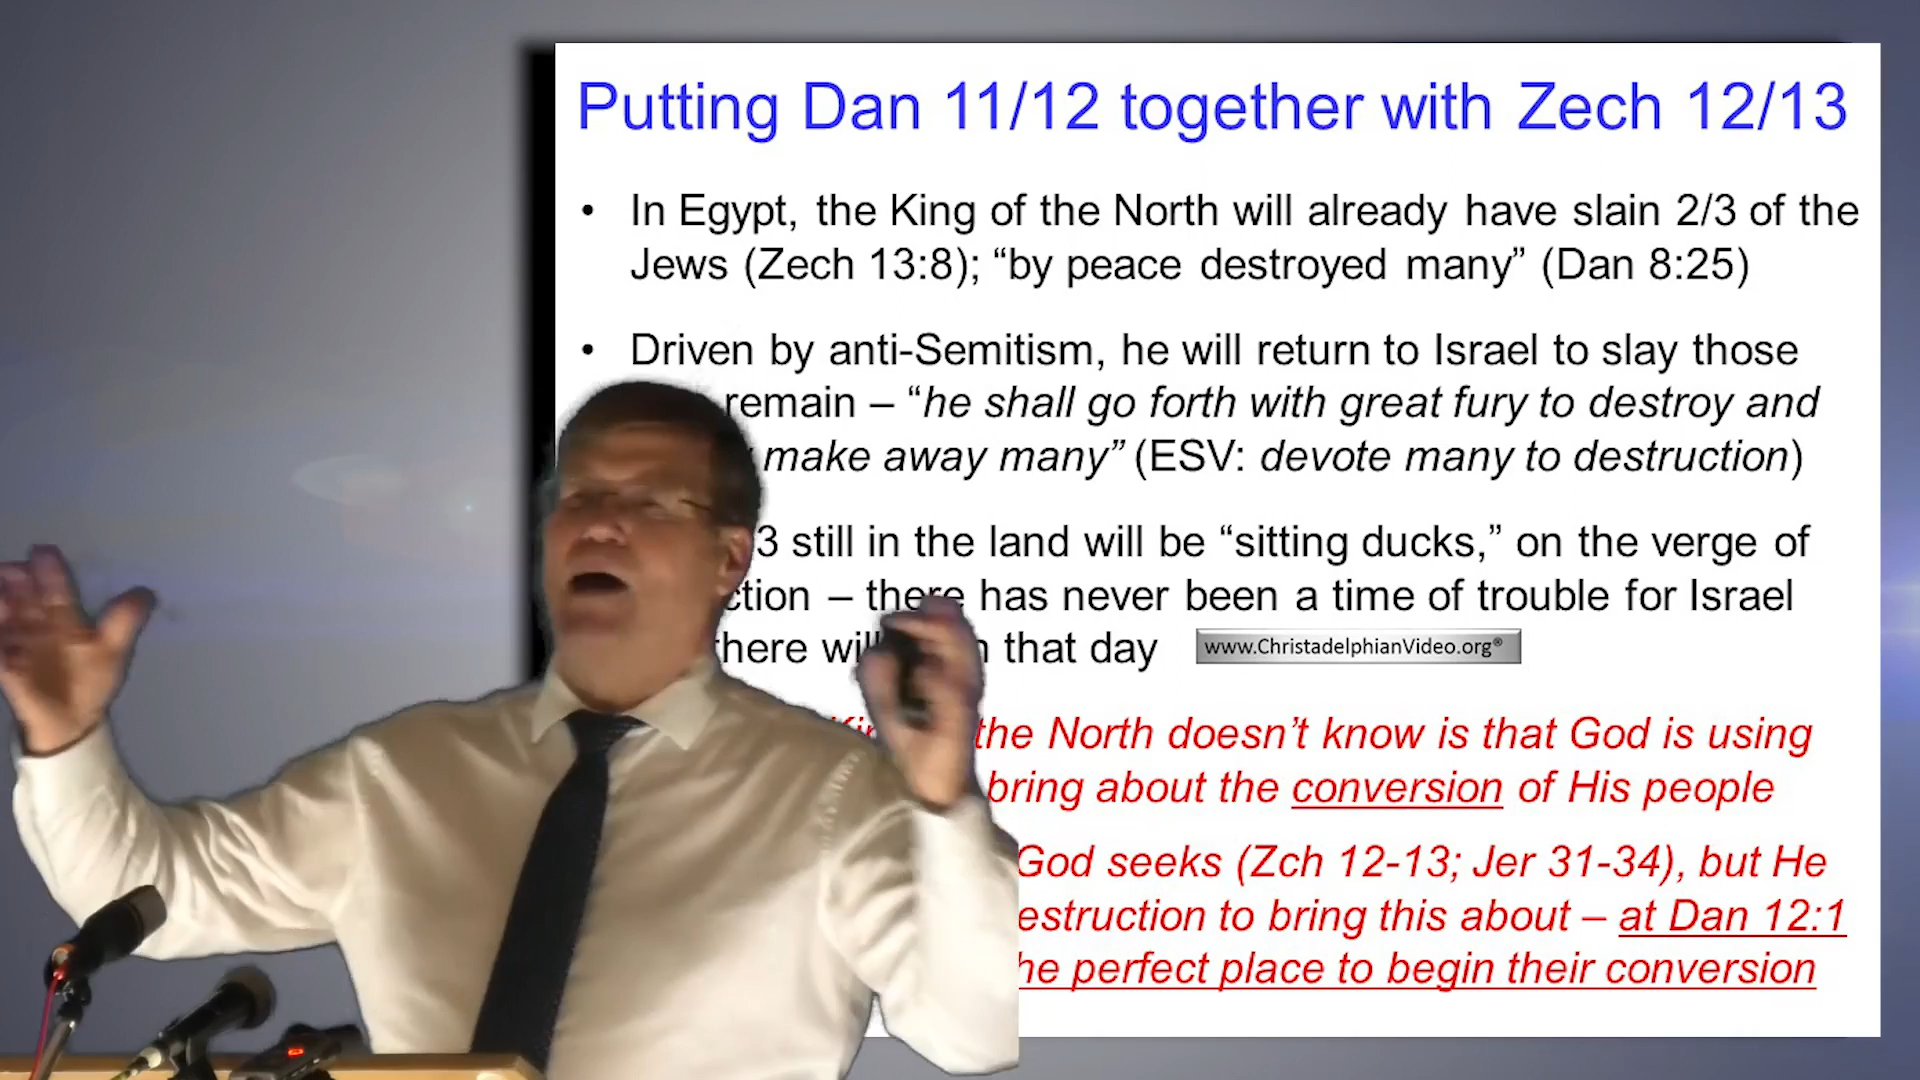 Putting Dan 11/12 together with Zech 12/13
• In Egypt, the King of the North will already have slain 2/3 of the
Jews (Zech 13:8); “by peace destroyed many” (Dan 8:25)
• Driven by anti-Semitism, he will return to Israel to slay those
remain – “he shall go forth with great fury to destroy and
make away many” (ESV: devote many to destruction)
3 still in the land will be “sitting ducks,” on the verge of
– there has never been a time of trouble for Israel
there that day
www.ChristadelphianVideo.org®
the North doesn’t know is that God is using
bring about the conversion of His people
God seeks (Zch 12-13; Jer 31-34), but He
to bring this about – at Dan 12:1
perfect place to begin their conversion